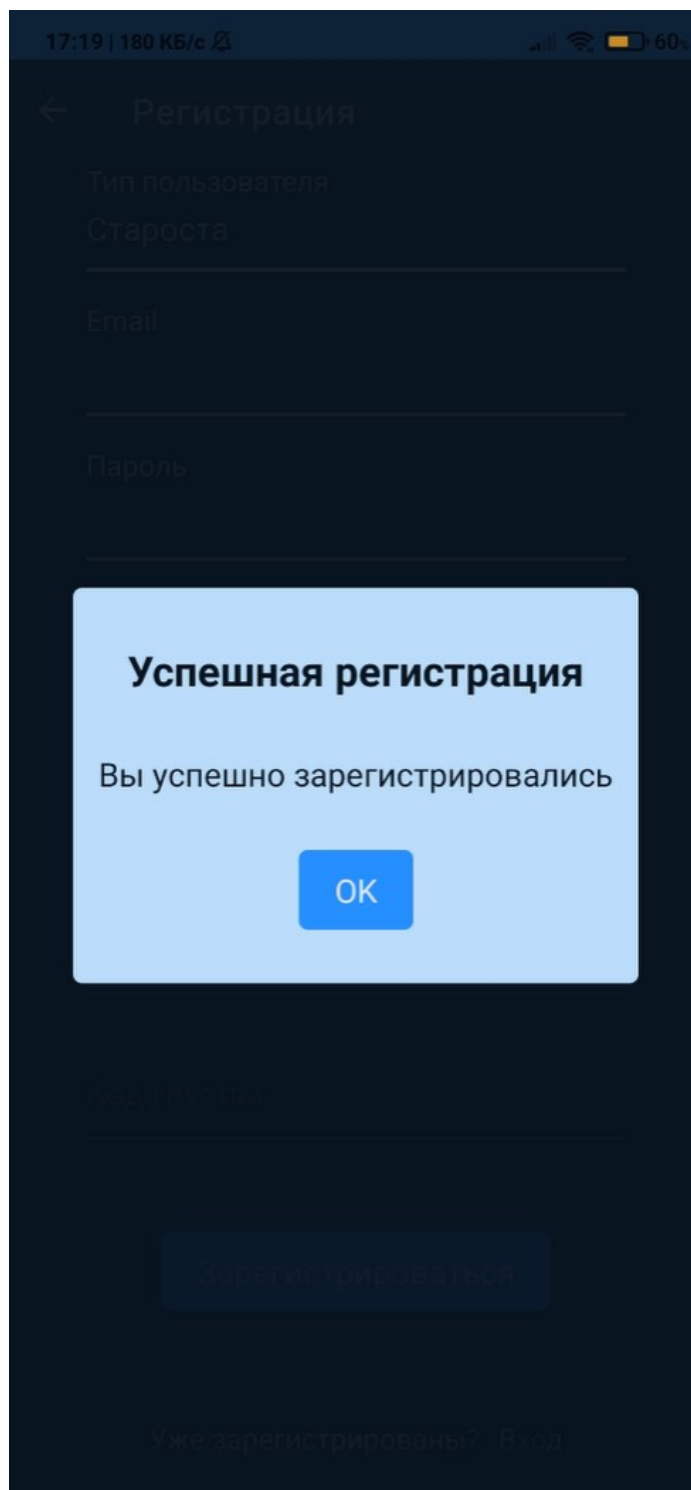 17:19 | 180 КБ/с 60%
Регистрация
Тип пользователя
Староста
Email
Пароль
Успешная регистрация
Вы успешно зарегистрировались
OK
Код группы
Зарегистрироваться
Уже зарегистрированы? Вход